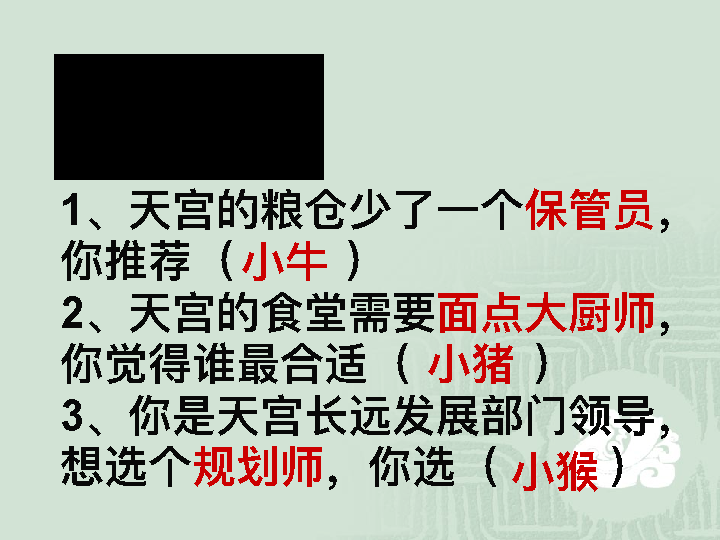 1、天宫的粮仓少了一个保管员，
你推荐（小牛 ）
2、天宫的食堂需要面点大厨师，
你觉得谁最合适（ 小猪 ）
3、你是天宫长远发展部门领导，
想选个规划师，你选（ 小猴 ）